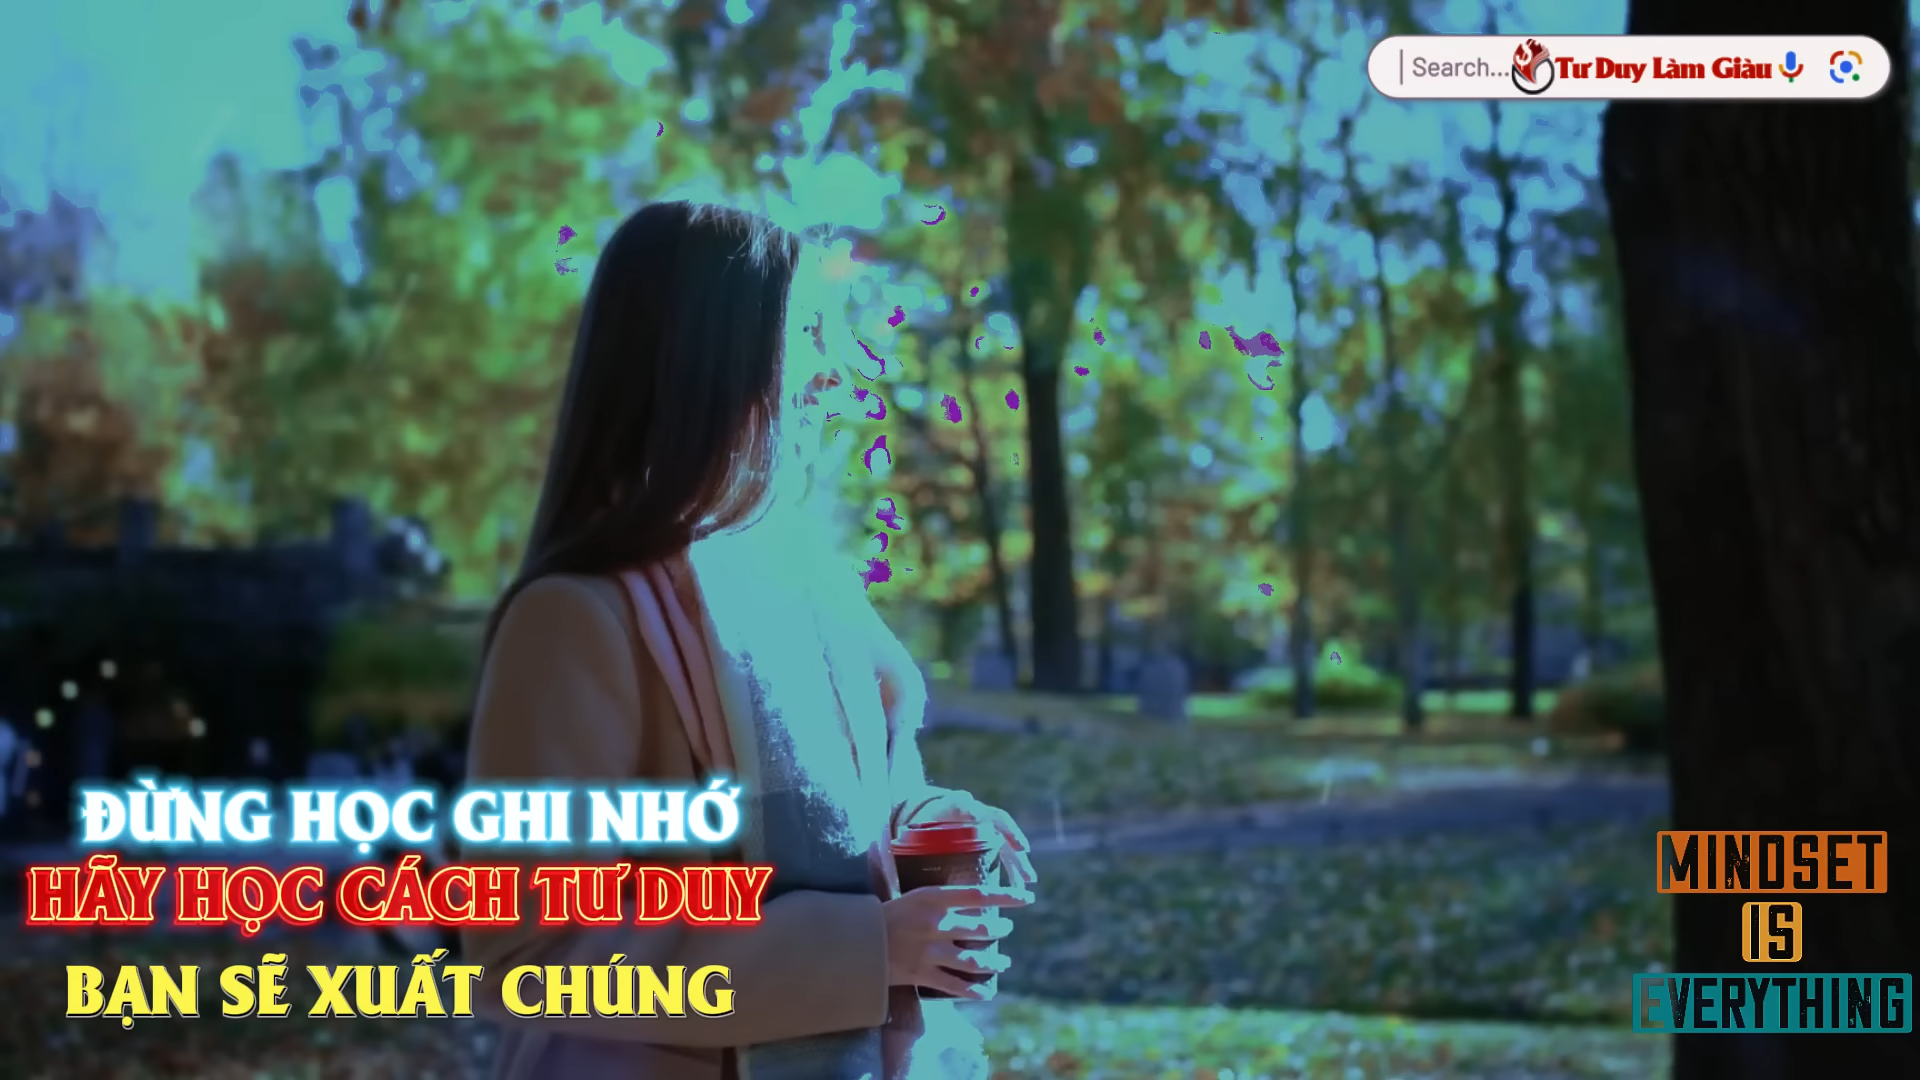 Search... Tư Duy Làm Giàu
ĐỪNG HỌC GHI NHỚ
HÃY HỌC CÁCH TƯ DUY
BẠN SẼ XUẤT CHÚNG
MINDSET
IS
EVERYTHING